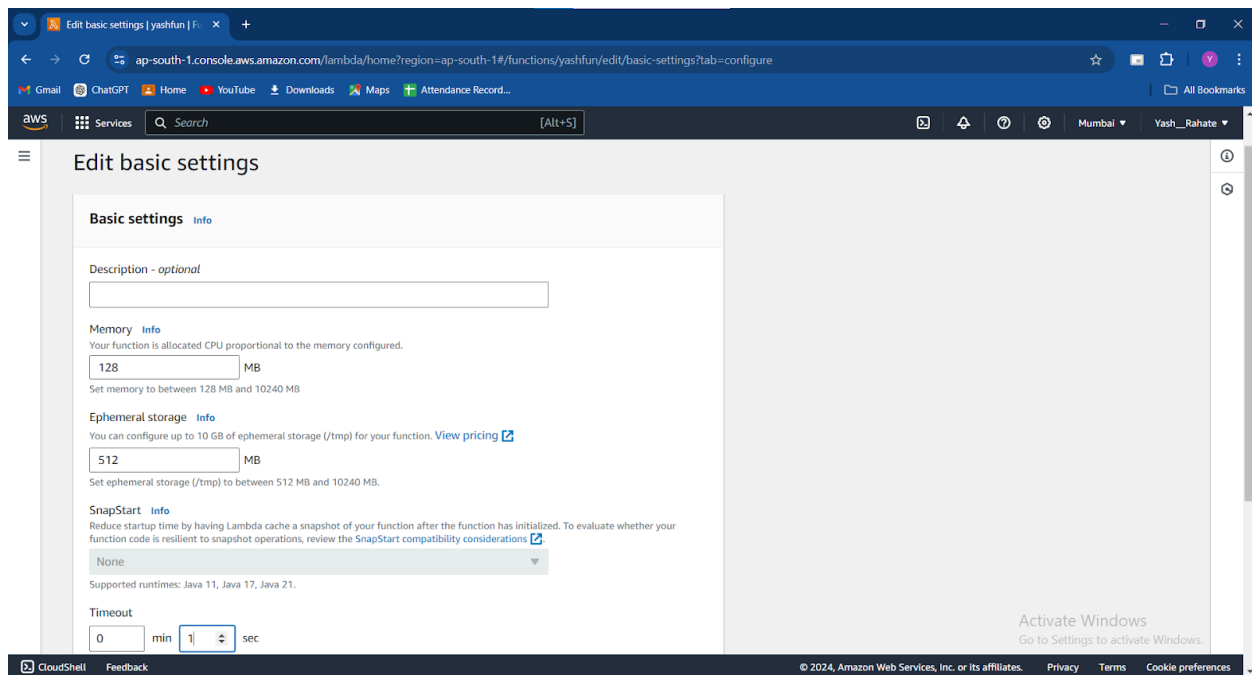 Edit basic settings | yashfun | Fu
ap-south-1.console.aws.amazon.com/lambda/home?region=ap-south-1#/functions/yashfun/edit/basic-settings?tab=configure
Y
Gmail ChatGPT Home YouTube Downloads Maps Attendance Record... All Bookmarks
aws Services Search [Alt+S] Mumbai Yash__Rahate
Edit basic settings
Basic settings Info
Description - optional
Memory Info
Your function is allocated CPU proportional to the memory configured.
128 MB
Set memory to between 128 MB and 10240 MB
Ephemeral storage Info
You can configure up to 10 GB of ephemeral storage (/tmp) for your function. View pricing
512 MB
Set ephemeral storage (/tmp) to between 512 MB and 10240 MB.
SnapStart Info
Reduce startup time by having Lambda cache a snapshot of your function after the function has initialized. To evaluate whether your
function code is resilient to snapshot operations, review the SnapStart compatibility considerations.
None
Supported runtimes: Java 11, Java 17, Java 21.
Timeout
0 min 1 sec
Activate Windows
Go to Settings to activate Windows.
CloudShell Feedback © 2024, Amazon Web Services, Inc. or its affiliates. Privacy Terms Cookie preferences